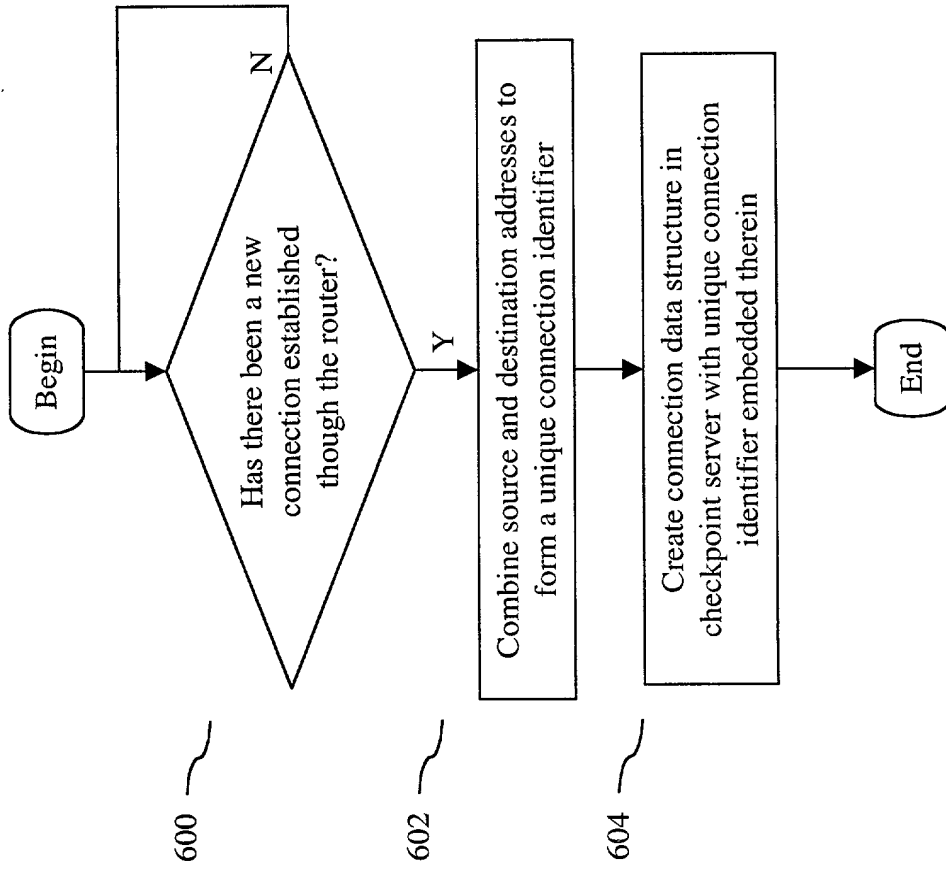 Begin
600
Has there been a new
connection established
though the router?
N
Y
602
Combine source and destination addresses to
form a unique connection identifier
604
Create connection data structure in
checkpoint server with unique connection
identifier embedded therein
End